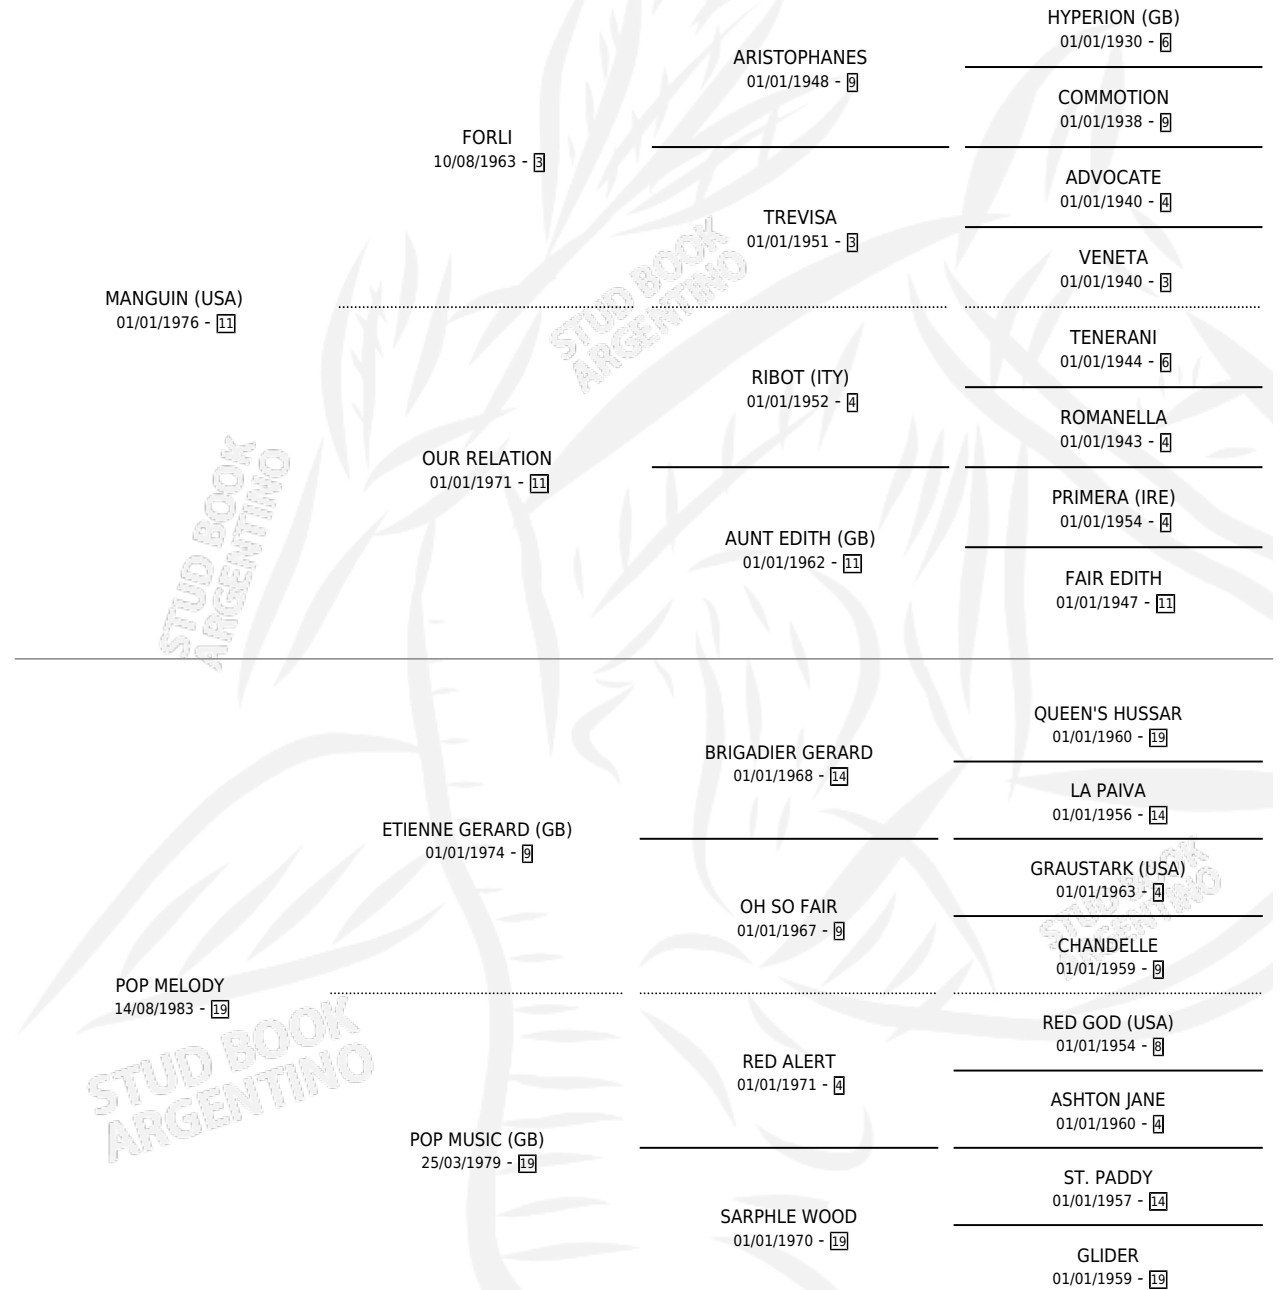 HYPERION (GB)
01/01/1930 - 6
ARISTOPHANES
01/01/1948 - 9
COMMOTION
01/01/1938 - 9
FORLI
10/08/1963 - 3
ADVOCATE
01/01/1940 - 4
TREVISA
01/01/1951 - 3
VENETA
01/01/1940 - 3
MANGUIN (USA)
01/01/1976 - 11
TENERANI
01/01/1944 - 6
RIBOT (ITY)
01/01/1952 - 4
ROMANELLA
01/01/1943 - 4
OUR RELATION
01/01/1971 - 11
PRIMERA (IRE)
01/01/1954 - 4
AUNT EDITH (GB)
01/01/1962 - 11
FAIR EDITH
01/01/1947 - 11
STUD BOOK
ARGENTINO
STUD BOOK
ARGENTINO
QUEEN'S HUSSAR
01/01/1960 - 19
BRIGADIER GERARD
01/01/1968 - 14
LA PAIVA
01/01/1956 - 14
ETIENNE GERARD (GB)
01/01/1974 - 9
GRAUSTARK (USA)
01/01/1963 - 4
OH SO FAIR
01/01/1967 - 9
CHANDELLE
01/01/1959 - 9
STUD BOOK
ARGENTINO
POP MELODY
14/08/1983 - 19
STUD BOOK
ARGENTINO
RED GOD (USA)
01/01/1954 - 8
RED ALERT
01/01/1971 - 4
ASHTON JANE
01/01/1960 - 4
POP MUSIC (GB)
25/03/1979 - 19
ST. PADDY
01/01/1957 - 14
SARPHLE WOOD
01/01/1970 - 19
GLIDER
01/01/1959 - 19